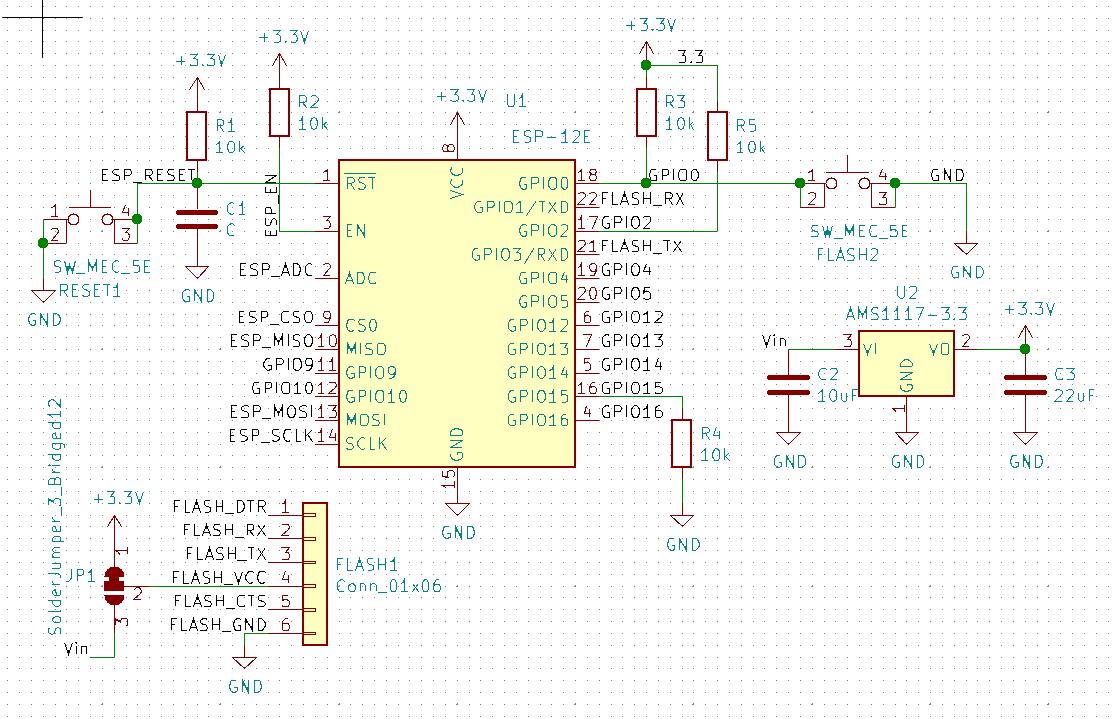 +3.3V
+3.3V
+3.3V
3.3
R2
10k
+3.3V
U1
R3
10k
R1
10k
ESP-12E
R5
10k
8
VCC
ESP_RESET
1
RST
GPIO0
18
GPIO0
1
4
GND
2
3
SW_MEC_5E
FLASH2
GND
1
4
2
3
SW_MEC_5E
RESET1
GND
C1
C
GND
ESP_EN
3
EN
GPIO1/TXD
22
FLASH_RX
GPIO2
17
GPIO2
GPIO3/RXD
21
FLASH_TX
ESP_ADC
2
ADC
GPIO4
19
GPIO4
GPIO5
20
GPIO5
ESP_CS0
9
CS0
GPIO12
6
GPIO12
ESP_MISO
10
MISO
GPIO13
7
GPIO13
GPIO9
11
GPIO9
GPIO14
5
GPIO14
GPIO10
12
GPIO10
GPIO15
16
GPIO15
ESP_MOSI
13
MOSI
GPIO16
4
GPIO16
ESP_SCLK
14
SCLK
GND
15
GND
R4
10k
GND
U2
AMS1117-3.3
+3.3V
Vin
3
VI
VO
2
GND
1
C2
10uF
C3
22uF
GND.
GND.
GND.
SolderJumper_3_Bridged12
+3.3V
1
JP1
2
3
Vin
FLASH_DTR
1
FLASH_RX
2
FLASH_TX
3
FLASH_VCC
4
FLASH_CTS
5
FLASH_GND
6
FLASH1
Conn_01x06
GND